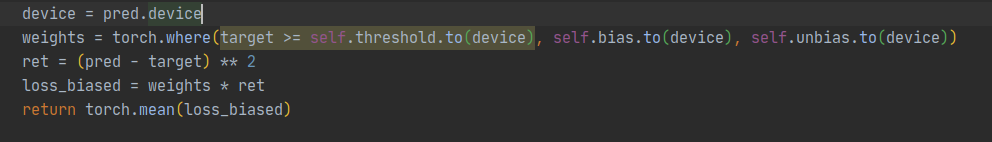 device = pred.device
weights = torch.where(target >= self.threshold.to(device), self.bias.to(device), self.unbias.to(device))
ret = (pred - target) ** 2
loss_biased = weights * ret
return torch.mean(loss_biased)